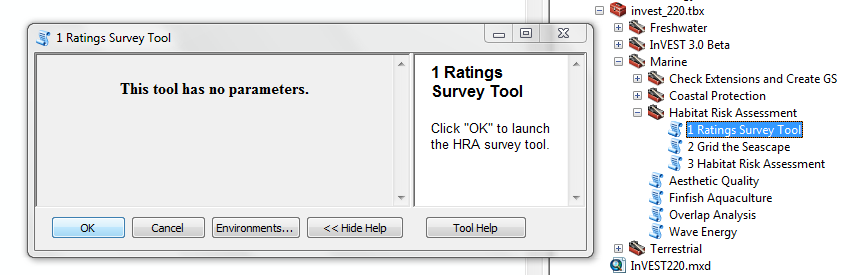 1 Ratings Survey Tool
This tool has no parameters.
1 Ratings
Survey Tool
Click "OK" to launch
the HRA survey tool.
OK
Cancel
Environments...
<< Hide Help
Tool Help
invest_220.tbx
Freshwater
InVEST 3.0 Beta
Marine
Check Extensions and Create GS
Coastal Protection
Habitat Risk Assessment
1 Ratings Survey Tool
2 Grid the Seascape
3 Habitat Risk Assessment
Aesthetic Quality
Finfish Aquaculture
Overlap Analysis
Wave Energy
Terrestrial
InVEST220.mxd